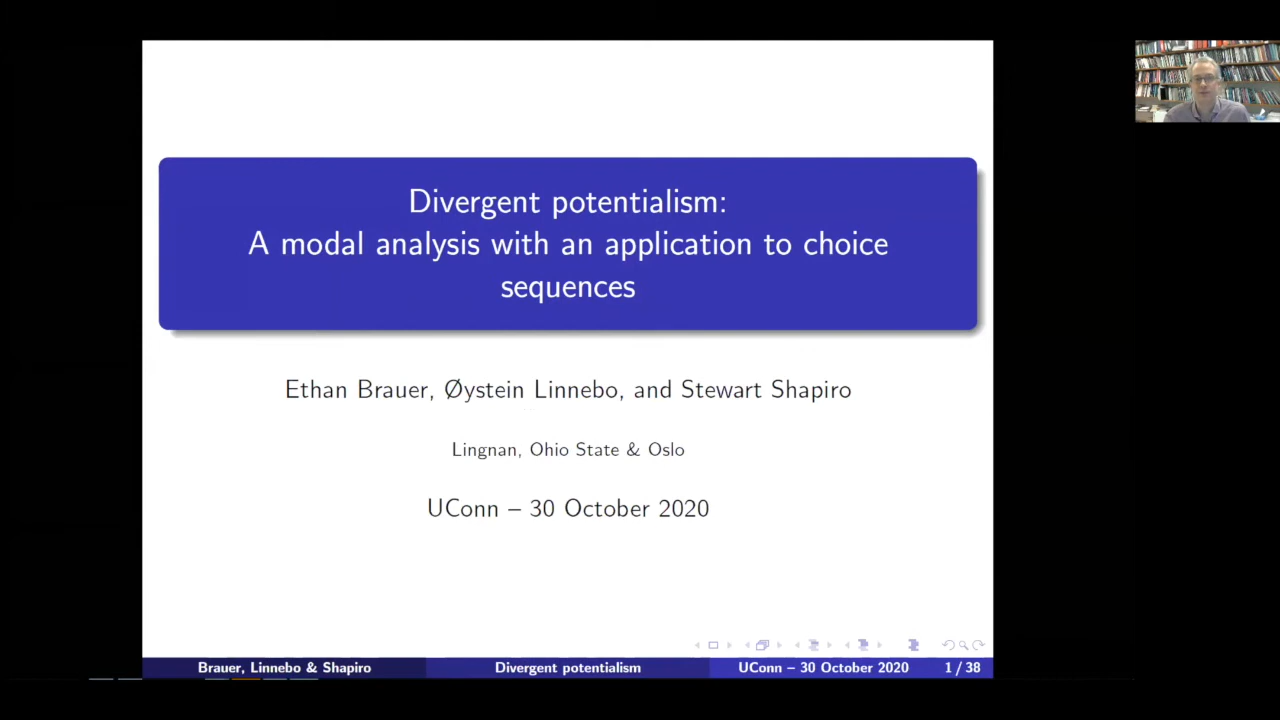 Divergent potentialism:
A modal analysis with an application to choice
sequences
Ethan Brauer, Øystein Linnebo, and Stewart Shapiro
Lingnan, Ohio State & Oslo
UConn – 30 October 2020
Brauer, Linnebo & Shapiro
Divergent potentialism
UConn – 30 October 2020
1 / 38